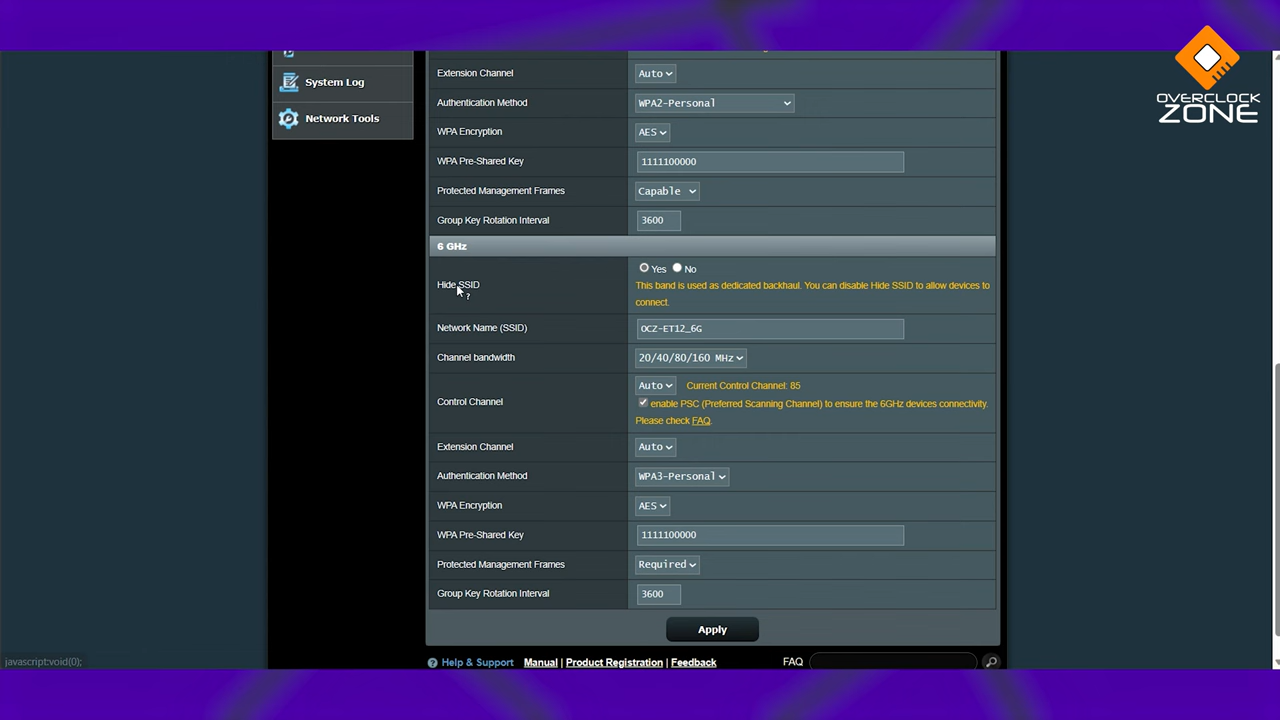 OVERCLOCK
ZONE
System Log
Network Tools
Extension Channel Auto
Authentication Method WPA2-Personal
WPA Encryption AES
WPA Pre-Shared Key 1111100000
Protected Management Frames Capable
Group Key Rotation Interval 3600
6 GHz
Hide SSID Yes No
This band is used as dedicated backhaul. You can disable Hide SSID to allow devices to
connect.
Network Name (SSID) OCZ-ET12_6G
Channel bandwidth 20/40/80/160 MHz
Control Channel Auto Current Control Channel: 85
enable PSC (Preferred Scanning Channel) to ensure the 6GHz devices connectivity.
Please check FAQ.
Extension Channel Auto
Authentication Method WPA3-Personal
WPA Encryption AES
WPA Pre-Shared Key 1111100000
Protected Management Frames Required
Group Key Rotation Interval 3600
Apply
Help & Support Manual | Product Registration | Feedback FAQ
javascript:void(0);